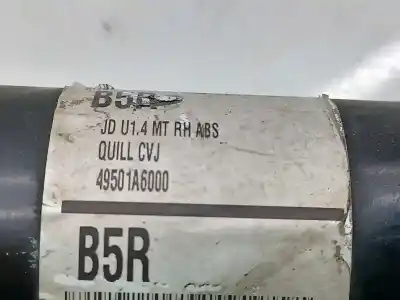 B5R
JD U1.4 MT RH ABS
QUILL CVJ
49501A6000
B5R